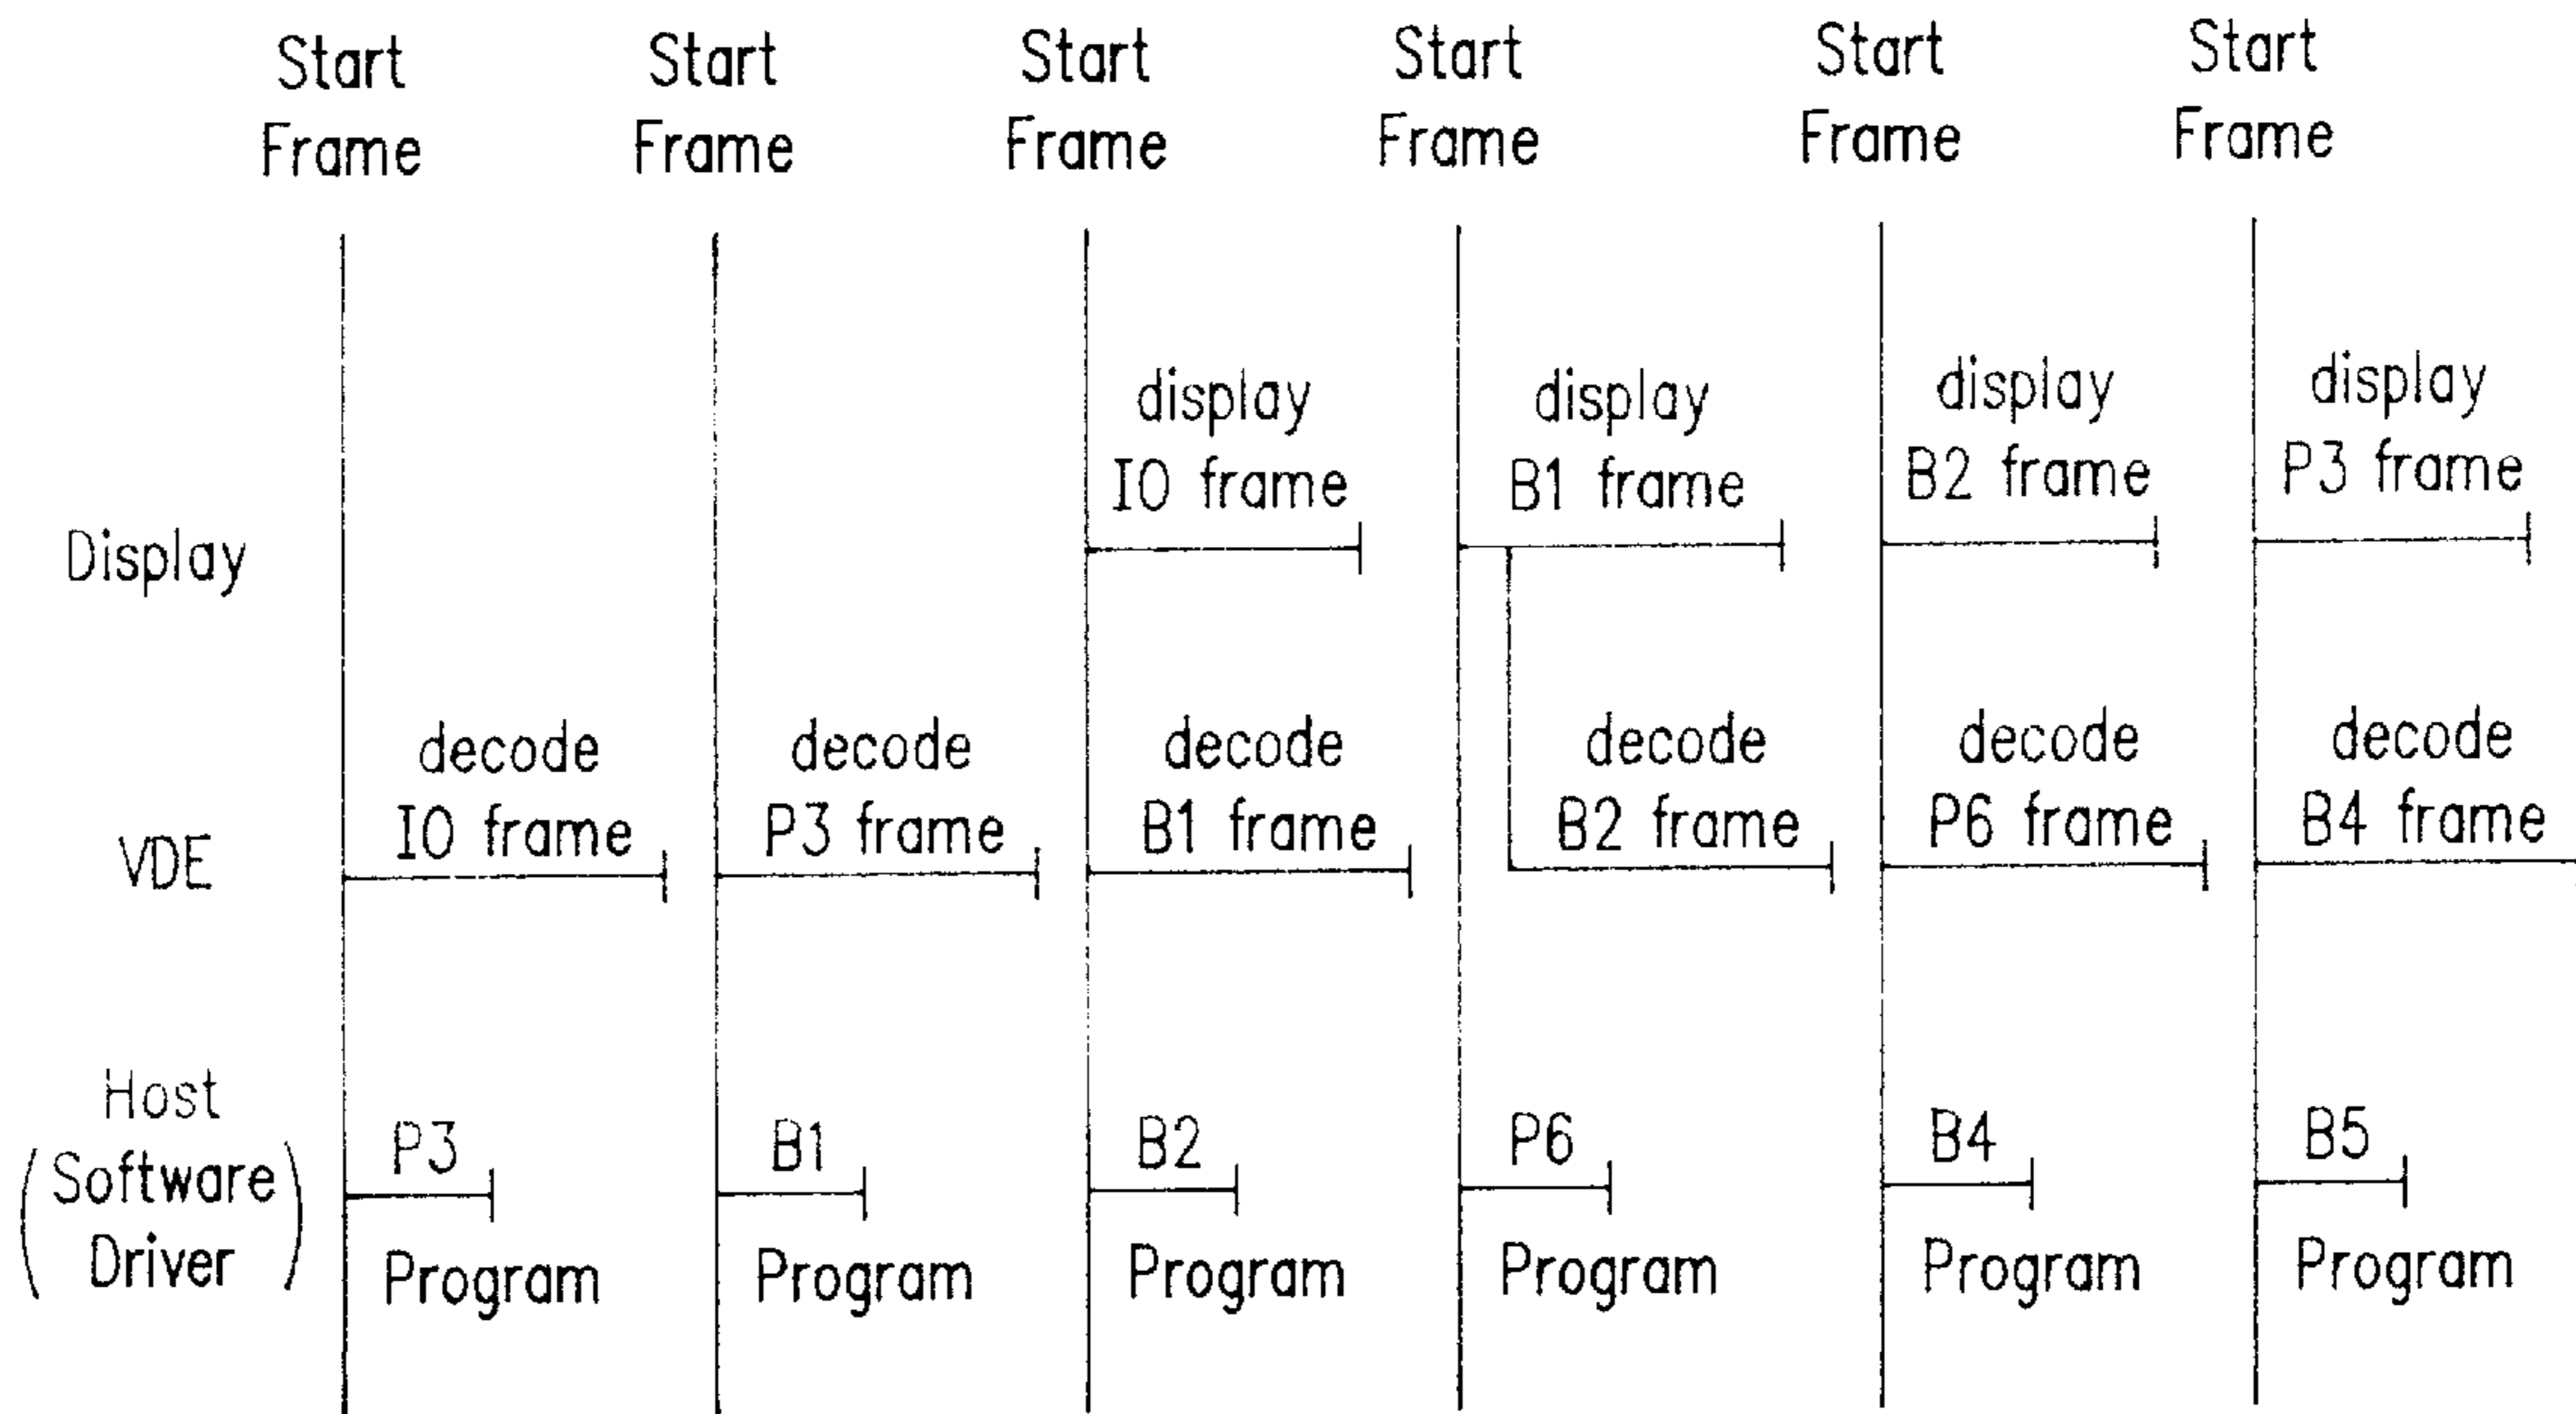 Start Start Start Start Start Start
Frame Frame Frame Frame Frame Frame
display display display display
I0 frame B1 frame B2 frame P3 frame
Display
decode decode decode decode decode decode
I0 frame P3 frame B1 frame B2 frame P6 frame B4 frame
VDE
Host
(Software
Driver)
P3 B1 B2 P6 B4 B5
Program Program Program Program Program Program